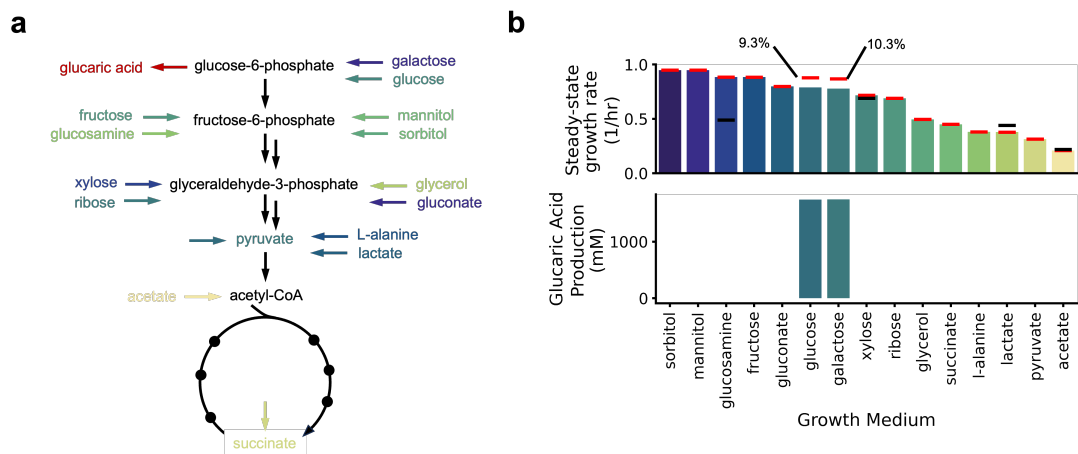 a
glucaric acid
glucose-6-phosphate
galactose
glucose
fructose
glucosamine
fructose-6-phosphate
mannitol
sorbitol
xylose
ribose
glyceraldehyde-3-phosphate
glycerol
gluconate
pyruvate
L-alanine
lactate
acetate
acetyl-CoA
succinate
b
9.3%
10.3%
Steady-state
growth rate
(1/hr)
1.0
0.5
0.0
Glucaric Acid
Production
(mM)
1000
0
sorbitol
mannitol
glucosamine
fructose
gluconate
glucose
galactose
xylose
ribose
glycerol
succinate
l-alanine
lactate
pyruvate
acetate
Growth Medium